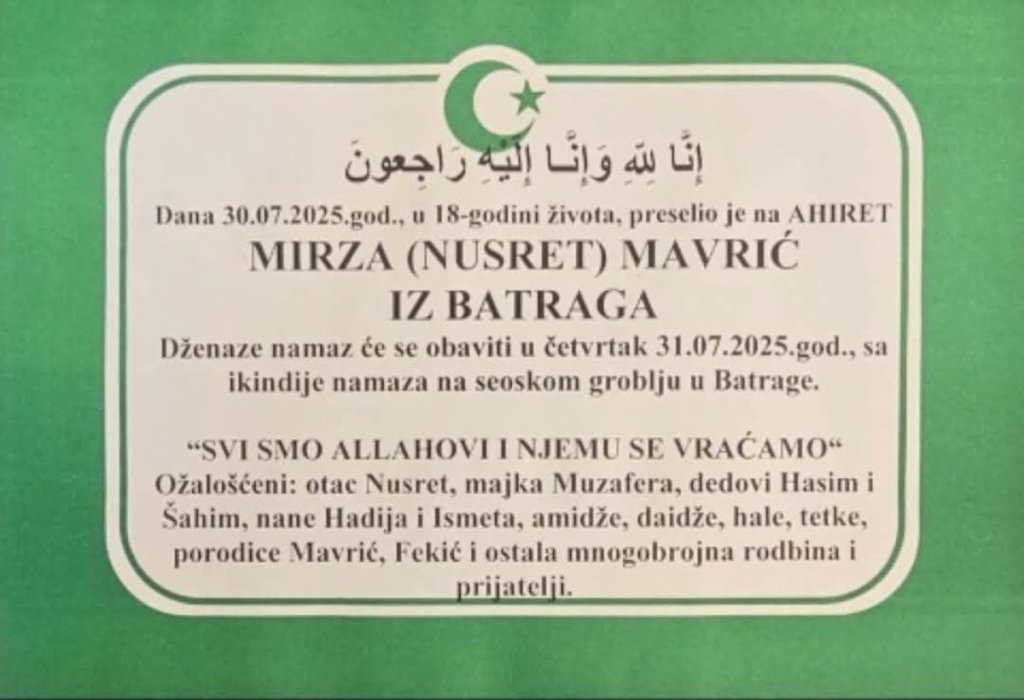 إِنَّا لِلّهِ وَإِنَّـا إِلَيْهِ رَاجِعونَ
Dana 30.07.2025.god., u 18-godini života, preselio je na AHIRET
MIRZA (NUSRET) MAVRIĆ
IZ BATRAGA
Dženaze namaz će se obaviti u četvrtak 31.07.2025.god., sa
ikindije namaza na seoskom groblju u Batrage.
“SVI SMO ALLAHOVI I NJEMU SE VRAĆAMO“
Ožalošćeni: otac Nusret, majka Muzafera, dedovi Hasim i
Šahim, nane Hadija i Ismeta, amidže, daidže, hale, tetke,
porodice Mavrić, Fekić i ostala mnogobrojna rodbina i
prijatelji.